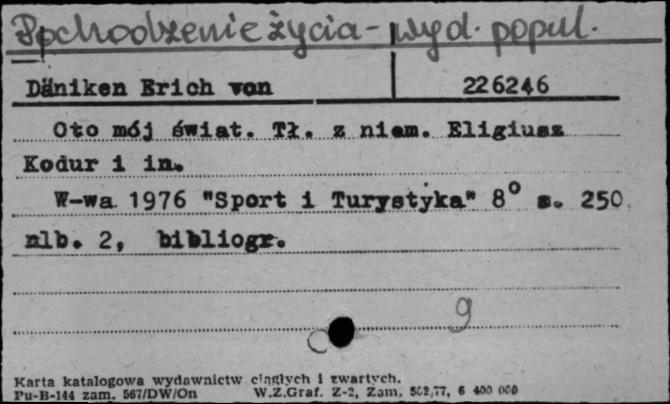 Pochodzenie życia - wyd. popul.
Däniken Erich von 226246
Oto mój świat. Tł. z niem. Eligiusz
Kodur i in.
W-wa 1976 "Sport i Turystyka" 8° s. 250
nlb. 2, bibliogr.
9
Karta katalogowa wydawnictw ciągłych i zwartych.
Pu-B-144 zam. 567/DW/On W.Z.Graf. Z-2, Zam. 502,77, 6 400 000